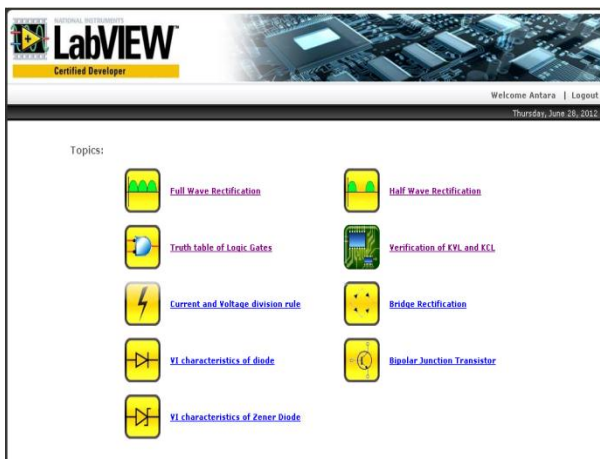 NATIONAL INSTRUMENTS
LabVIEW™
Certified Developer
Welcome Antara | Logout
Thursday, June 28, 2012
Topics:
Full Wave Rectification
Half Wave Rectification
Truth table of Logic Gates
Verification of KVL and KCL
Current and Voltage division rule
Bridge Rectification
VI characteristics of diode
Bipolar Junction Transistor
VI characteristics of Zener Diode